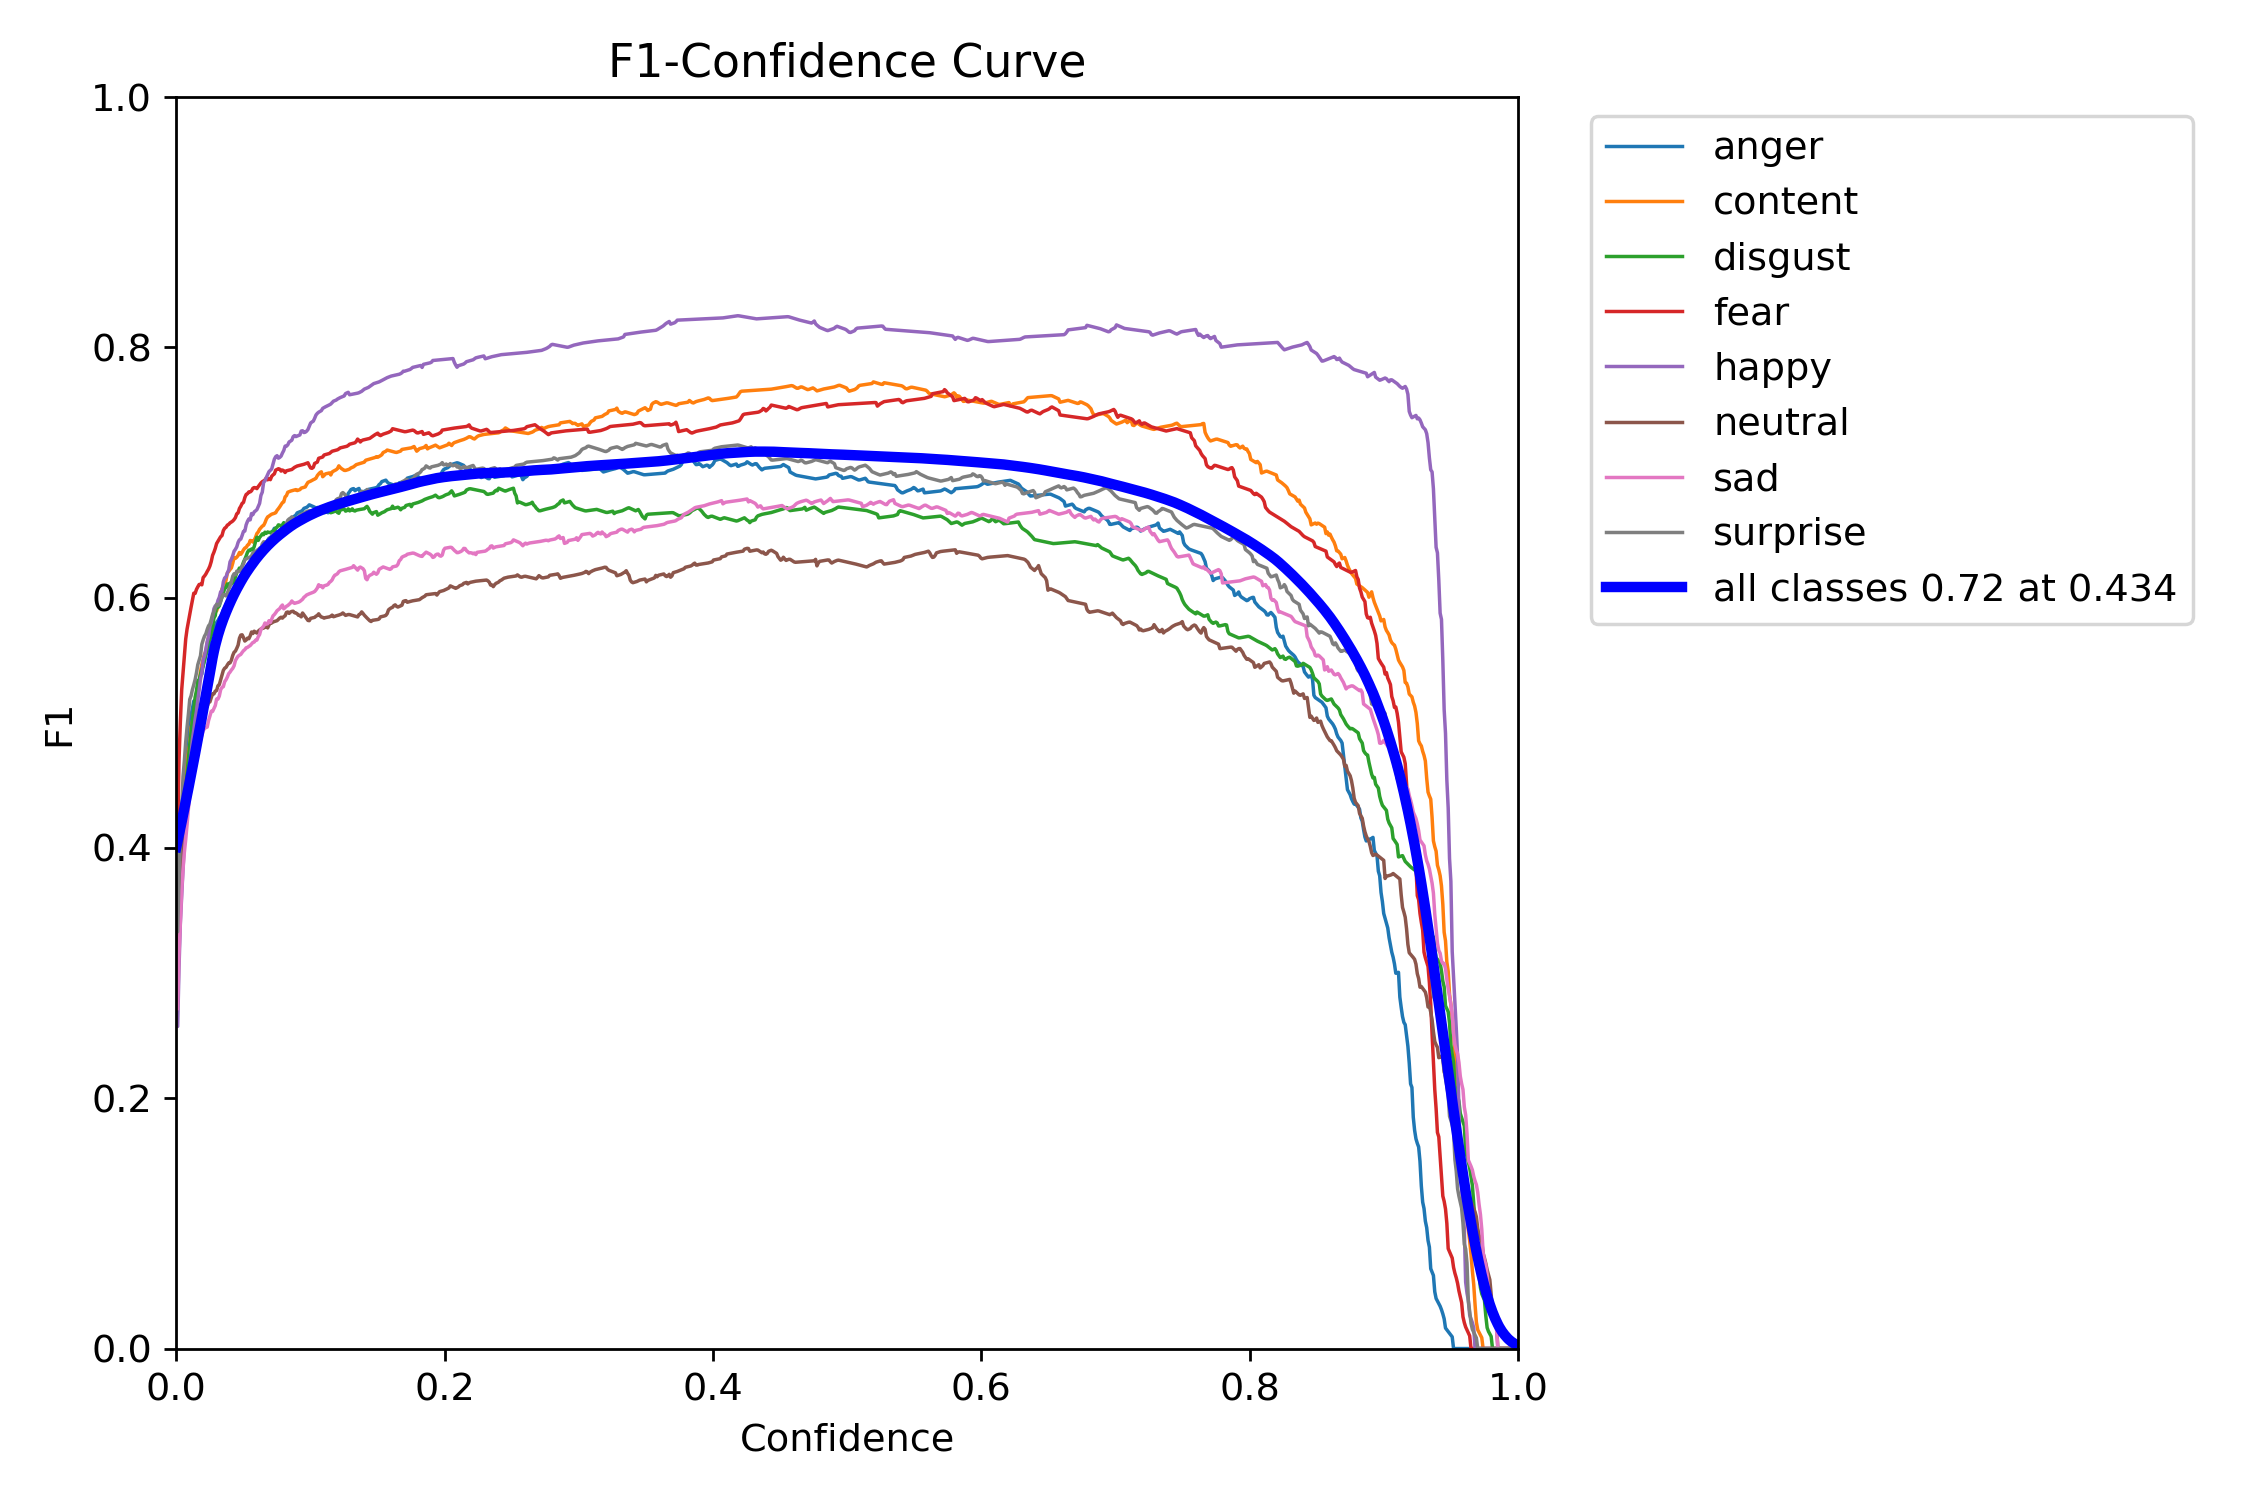 F1-Confidence Curve
1.0
0.8
0.6
0.4
0.2
0.0
F1
0.0 0.2 0.4 0.6 0.8 1.0
Confidence
anger
content
disgust
fear
happy
neutral
sad
surprise
all classes 0.72 at 0.434